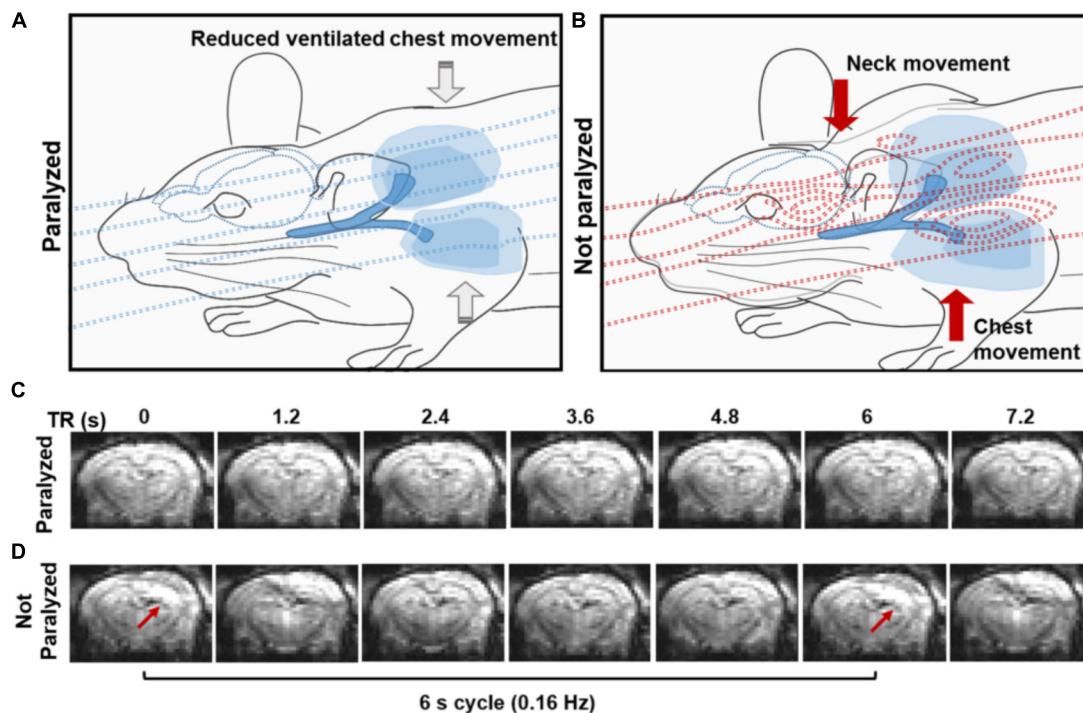 A
Paralyzed
Reduced ventilated chest movement
B
Not paralyzed
Neck movement
Chest
movement
C
TR (s) 0 1.2 2.4 3.6 4.8 6 7.2
Paralyzed
D
Not
Paralyzed
6 s cycle (0.16 Hz)